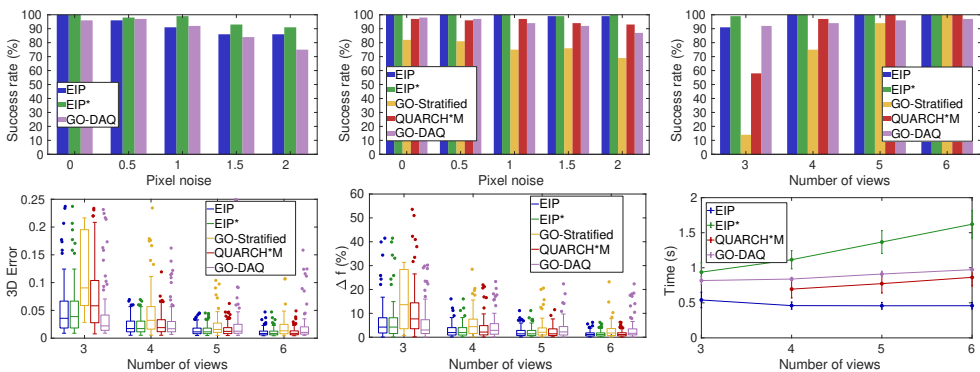 Success rate (%)
100
90
80
70
60
50
40
30
20
10
0
EIP
EIP*
GO-DAQ
0 0.5 1 1.5 2
Pixel noise
Success rate (%)
100
90
80
70
60
50
40
30
20
10
0
EIP
EIP*
GO-Stratified
QUARCH*M
GO-DAQ
0 0.5 1 1.5 2
Pixel noise
Success rate (%)
100
90
80
70
60
50
40
30
20
10
0
EIP
EIP*
GO-Stratified
QUARCH*M
GO-DAQ
3 4 5 6
Number of views
3D Error
0.25
0.2
0.15
0.1
0.05
0
EIP
EIP*
GO-Stratified
QUARCH*M
GO-DAQ
3 4 5 6
Number of views
Δ f (%)
60
50
40
30
20
10
0
EIP
EIP*
GO-Stratified
QUARCH*M
GO-DAQ
3 4 5 6
Number of views
Time (s)
2
1.5
1
0.5
0
EIP
EIP*
QUARCH*M
GO-DAQ
3 4 5 6
Number of views